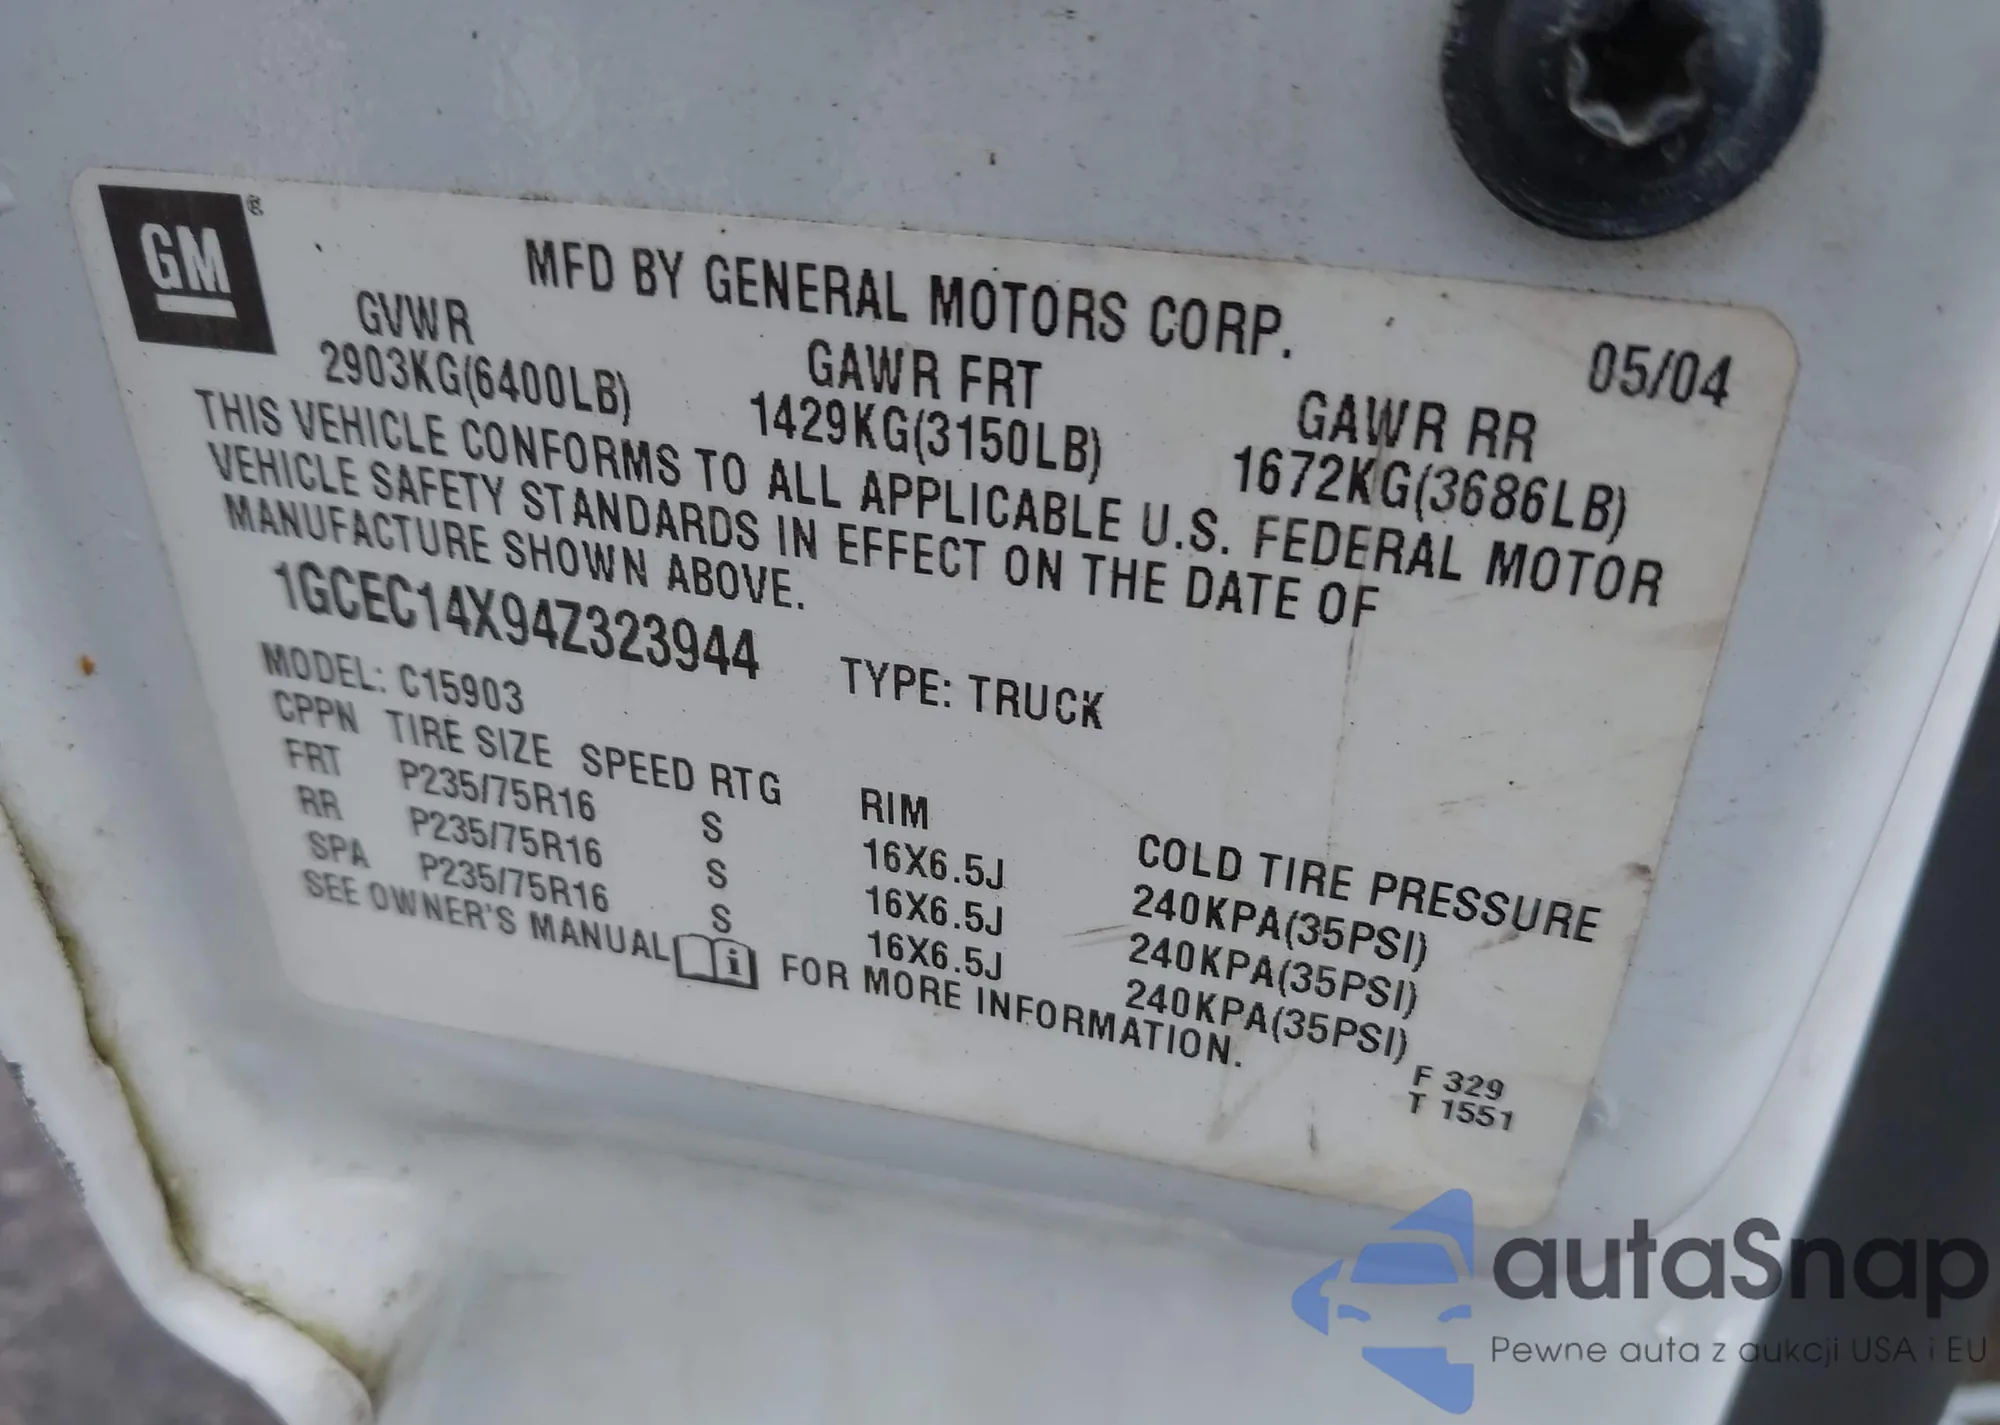 GM®
MFD BY GENERAL MOTORS CORP. 05/04
GVWR GAWR FRT GAWR RR
2903KG(6400LB) 1429KG(3150LB) 1672KG(3686LB)
THIS VEHICLE CONFORMS TO ALL APPLICABLE U.S. FEDERAL MOTOR
VEHICLE SAFETY STANDARDS IN EFFECT ON THE DATE OF
MANUFACTURE SHOWN ABOVE.
1GCEC14X94Z323944 TYPE: TRUCK
MODEL: C15903
CPPN TIRE SIZE SPEED RTG RIM COLD TIRE PRESSURE
FRT P235/75R16 S 16X6.5J 240KPA(35PSI)
RR P235/75R16 S 16X6.5J 240KPA(35PSI)
SPA P235/75R16 S 16X6.5J 240KPA(35PSI)
SEE OWNER'S MANUAL i FOR MORE INFORMATION.
F 329
T 1551
autaSnap
Pewne auta z aukcji USA i EU